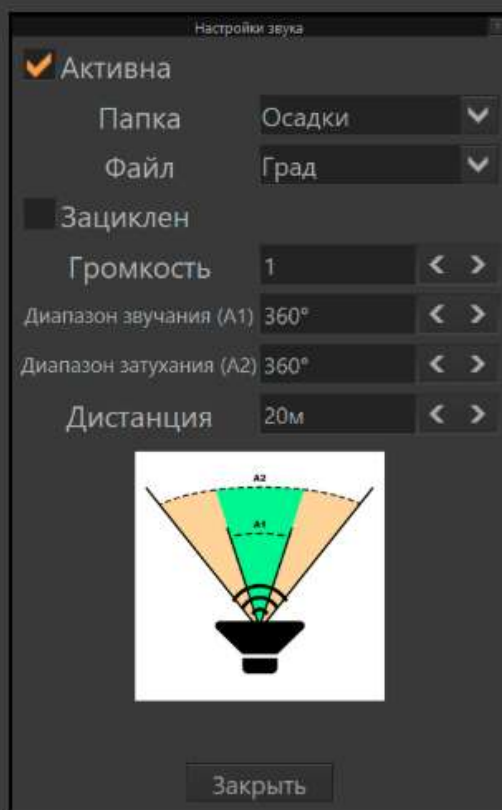 Настройки звука
Активна
Папка Осадки
Файл Град
Зациклен
Громкость 1
Диапазон звучания (A1) 360°
Диапазон затухания (A2) 360°
Дистанция 20м
A2
A1
Закрыть